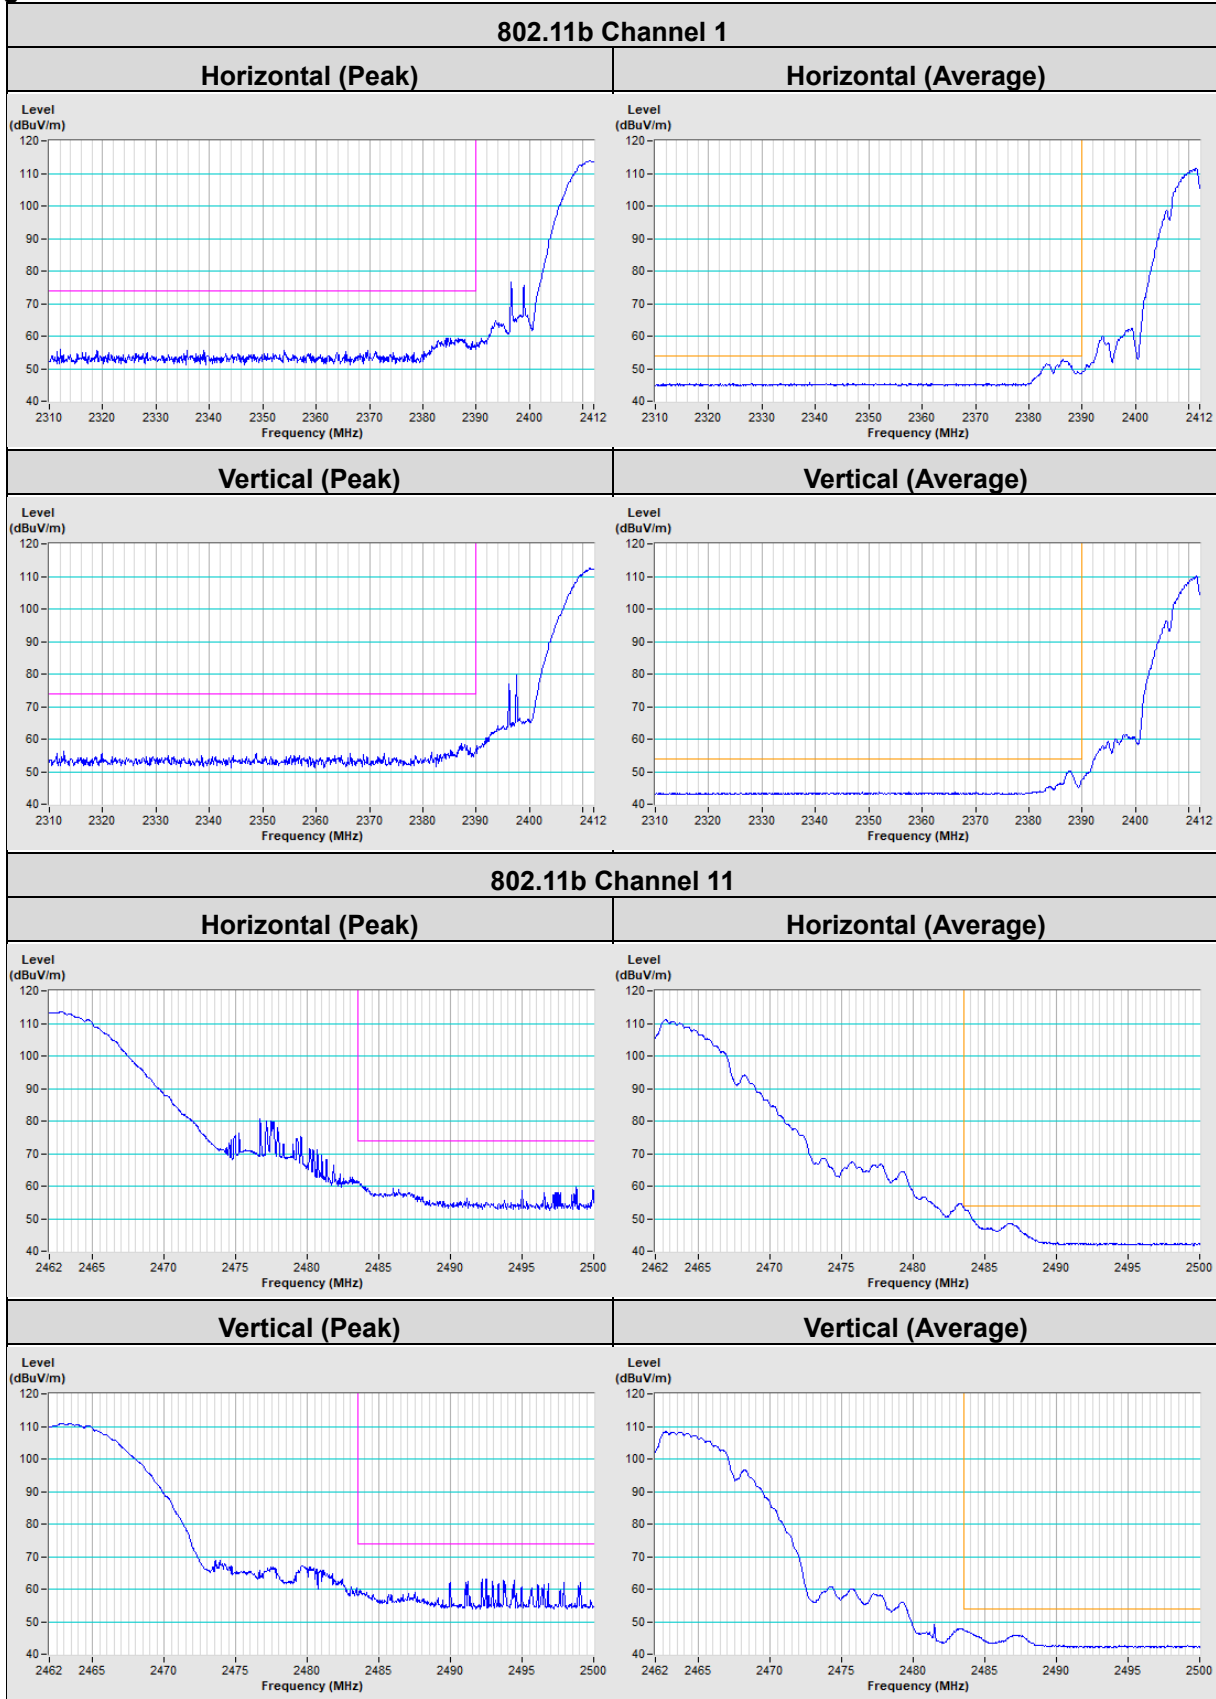 802.11b Channel 1
Horizontal (Peak) Horizontal (Average)
Level Level
(dBuV/m) (dBuV/m)
120 120
110 110
100 100
90 90
80 80
70 70
60 60
50 50
40 40
2310 2320 2330 2340 2350 2360 2370 2380 2390 2400 2412 2310 2320 2330 2340 2350 2360 2370 2380 2390 2400 2412
Frequency (MHz) Frequency (MHz)
Vertical (Peak) Vertical (Average)
Level Level
(dBuV/m) (dBuV/m)
120 120
110 110
100 100
90 90
80 80
70 70
60 60
50 50
40 40
2310 2320 2330 2340 2350 2360 2370 2380 2390 2400 2412 2310 2320 2330 2340 2350 2360 2370 2380 2390 2400 2412
Frequency (MHz) Frequency (MHz)
802.11b Channel 11
Horizontal (Peak) Horizontal (Average)
Level Level
(dBuV/m) (dBuV/m)
120 120
110 110
100 100
90 90
80 80
70 70
60 60
50 50
40 40
2462 2465 2470 2475 2480 2485 2490 2495 2500 2462 2465 2470 2475 2480 2485 2490 2495 2500
Frequency (MHz) Frequency (MHz)
Vertical (Peak) Vertical (Average)
Level Level
(dBuV/m) (dBuV/m)
120 120
110 110
100 100
90 90
80 80
70 70
60 60
50 50
40 40
2462 2465 2470 2475 2480 2485 2490 2495 2500 2462 2465 2470 2475 2480 2485 2490 2495 2500
Frequency (MHz) Frequency (MHz)